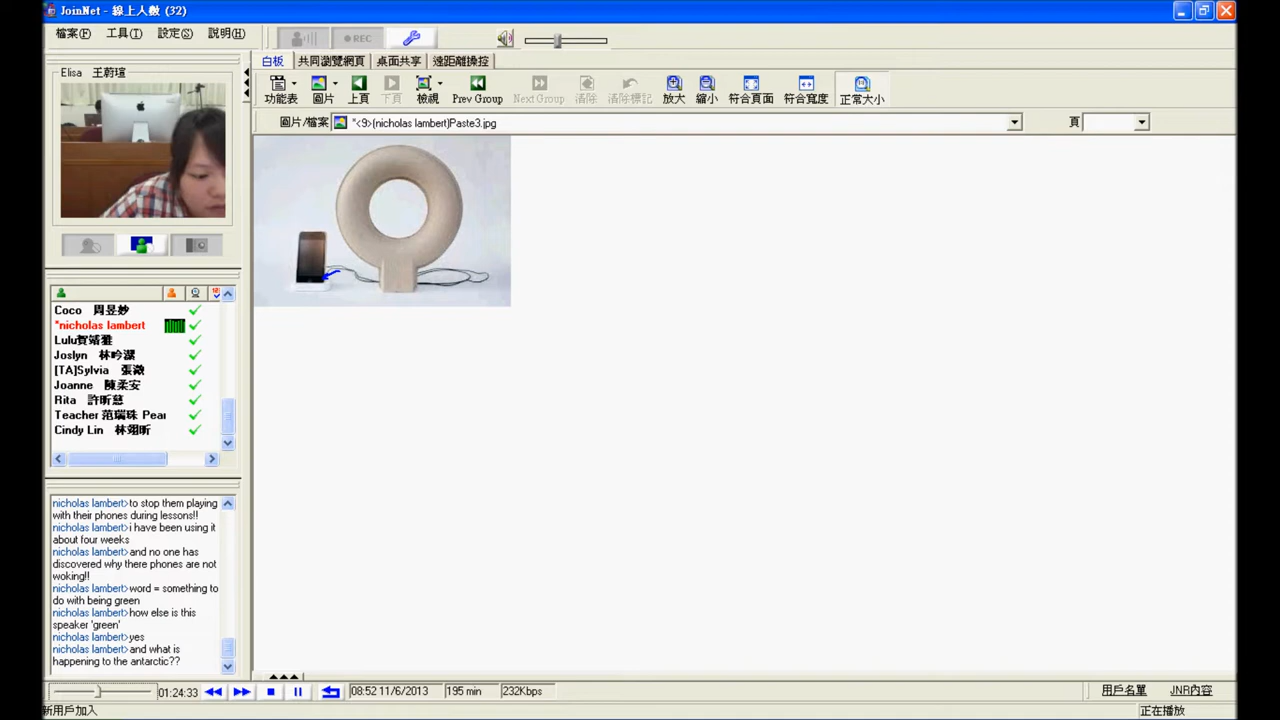 JoinNet - 線上人數 (32)
檔案(F) 工具(I) 設定(S) 說明(H)
REC
白板 共同瀏覽網頁 桌面共享 遠距離操控
功能表 圖片 上頁 下頁 檢視 Prev Group Next Group 清除 清除標記 放大 縮小 符合頁面 符合寬度 正常大小
圖片/檔案 *<9>(nicholas lambert)Paste3.jpg 頁
Elisa 王蔚瑄
Coco 周昱妙
*nicholas lambert
Lulu賀婧雅
Joslyn 林吟潔
[TA]Sylvia 張澂
Joanne 陳柔安
Rita 許昕慈
Teacher 范瑞珠 Pear
Cindy Lin 林翊昕
nicholas lambert>to stop them playing
with their phones during lessons!!
nicholas lambert>i have been using it
about four weeks
nicholas lambert>and no one has
discovered why there phones are not
woking!!
nicholas lambert>word = something to
do with being green
nicholas lambert>how else is this
speaker 'green'
nicholas lambert>yes
nicholas lambert>and what is
happening to the antarctic??
01:24:33 08:52 11/6/2013 195 min 232Kbps 用戶名單 JNR內容
新用戶加入 正在播放